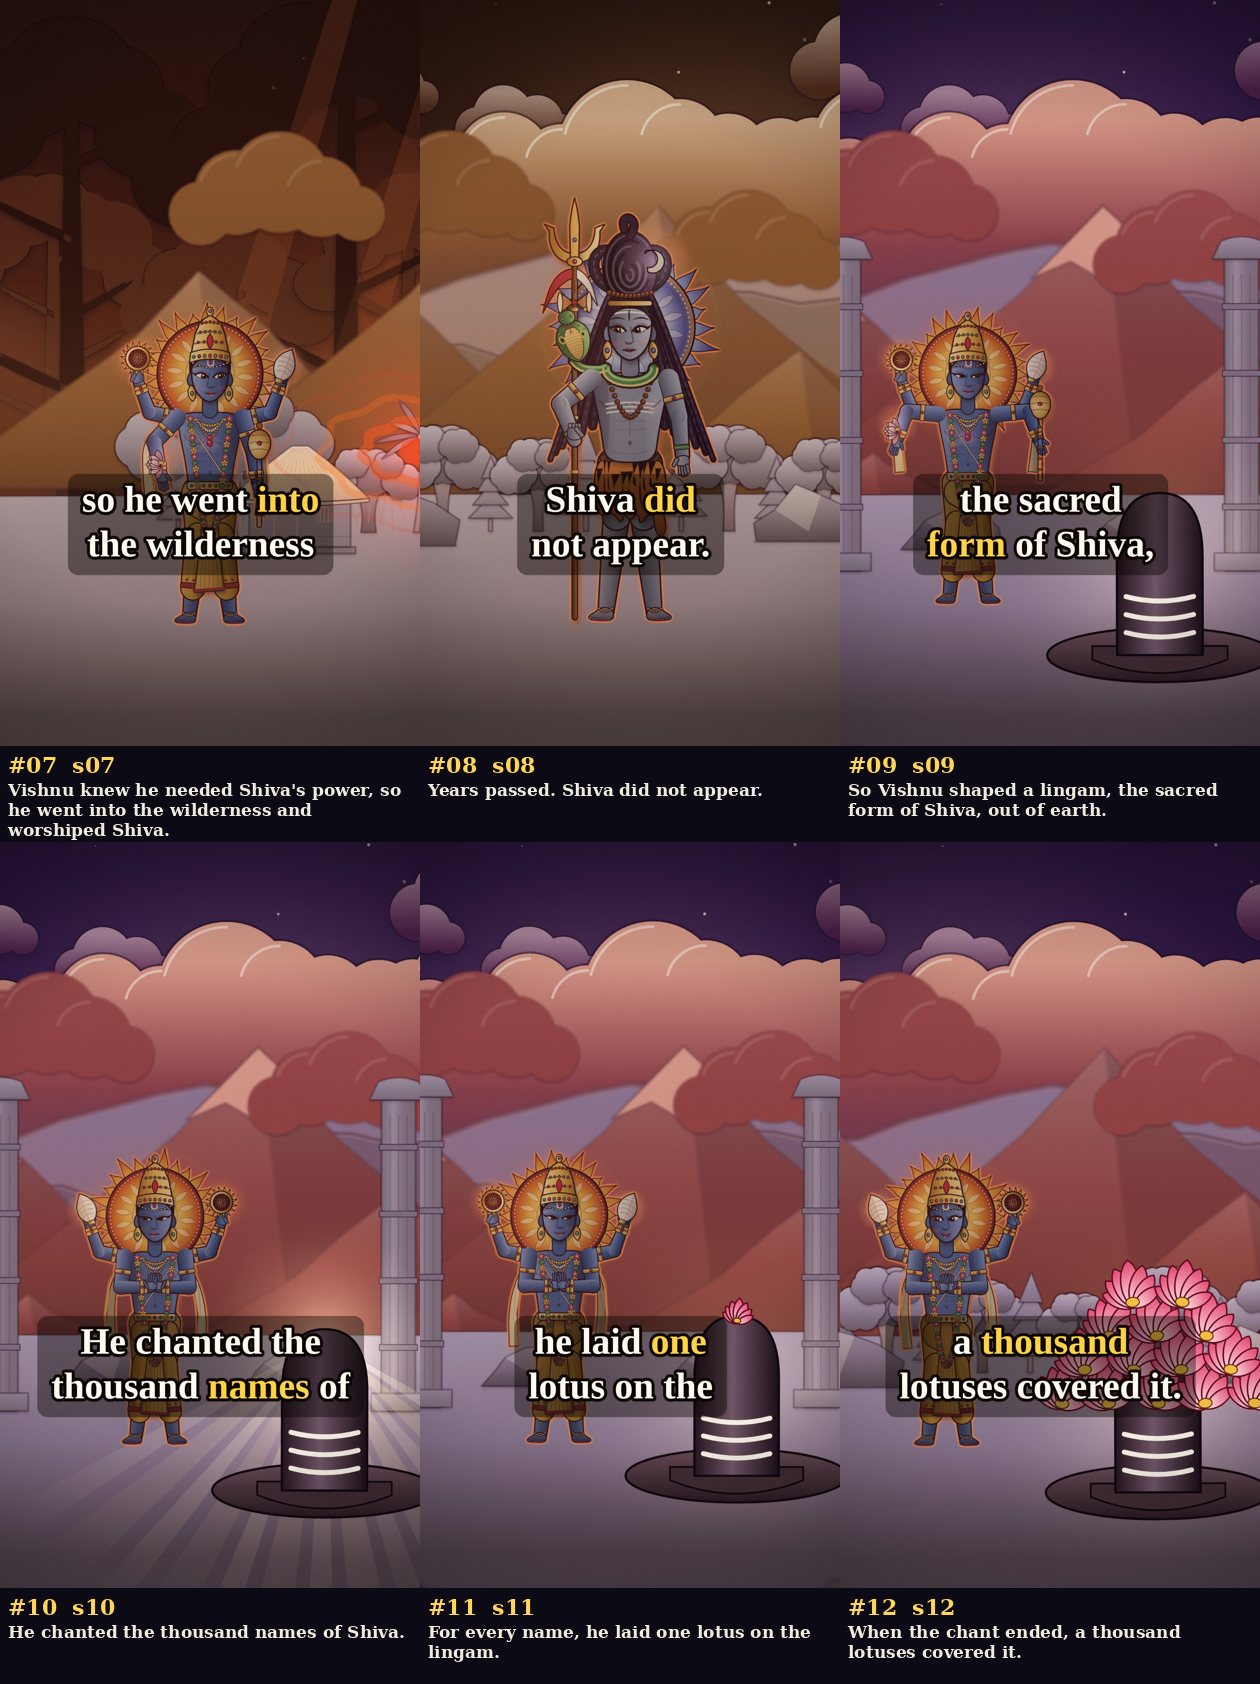 so he went into
the wilderness
Shiva did
not appear.
the sacred
form of Shiva,
#07 s07
Vishnu knew he needed Shiva's power, so
he went into the wilderness and
worshiped Shiva.
#08 s08
Years passed. Shiva did not appear.
#09 s09
So Vishnu shaped a lingam, the sacred
form of Shiva, out of earth.
He chanted the
thousand names of
he laid one
lotus on the
a thousand
lotuses covered it.
#10 s10
He chanted the thousand names of Shiva.
#11 s11
For every name, he laid one lotus on the
lingam.
#12 s12
When the chant ended, a thousand
lotuses covered it.